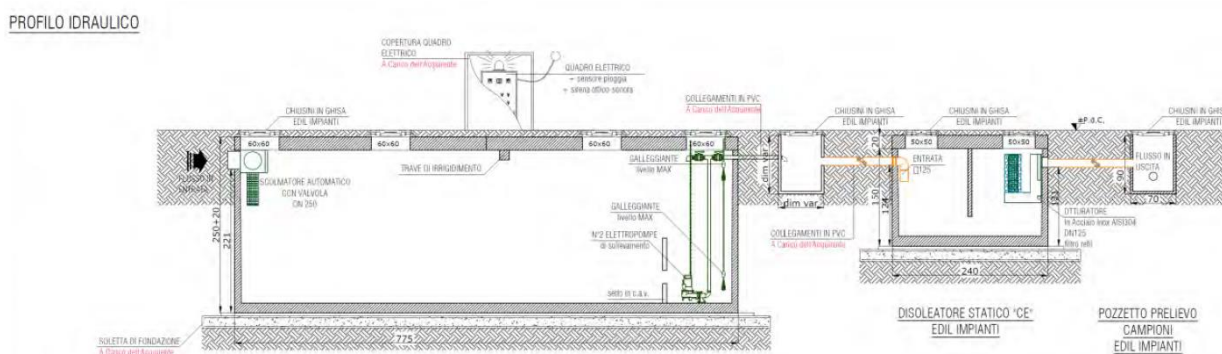 PROFILO IDRAULICO
COPERTURA QUADRO
ELETTRICO
A Carico dell'Acquirente
QUADRO ELETTRICO
+ sensore pioggia
+ sirena ottico-sonora
CHIUSINI IN GHISA
EDIL IMPIANTI
COLLEGAMENTI IN PVC
A Carico dell'Acquirente
CHIUSINI IN GHISA
EDIL IMPIANTI
CHIUSINI IN GHISA
EDIL IMPIANTI
CHIUSINI IN GHISA
EDIL IMPIANTI
60x60
60x60
60x60
60x60
50x50
50x50
20
FLUSSO IN
ENTRATA
SCOLMATORE AUTOMATICO
CON VALVOLA
DN 250
TRAVE DI IRRIGIDIMENTO
GALLEGGIANTE
livello MAX
GALLEGGIANTE
livello MAX
N°2 ELETTROPOMPE
di sollevamento
setto in c.a.v.
250+20
221
775
SOLETTA DI FONDAZIONE
A Carico dell'Acquirente
dim var
dim var
COLLEGAMENTI IN PVC
A Carico dell'Acquirente
150
124
ENTRATA
125
121
OTTURATORE
In Acciaio Inox AISI304
DN125
240
90
FLUSSO IN
USCITA
70
DISOLEATORE STATICO "CE"
EDIL IMPIANTI
POZZETTO PRELIEVO
CAMPIONI
EDIL IMPIANTI